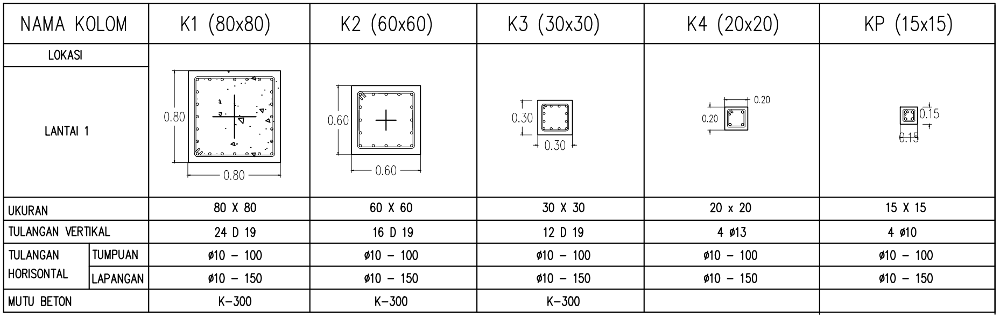 NAMA KOLOM K1 (80x80) K2 (60x60) K3 (30x30) K4 (20x20) KP (15x15)
LOKASI
LANTAI 1
0.80
0.80
0.60
0.60
0.30
0.30
0.20
0.20
0.15
0.15
UKURAN 80 X 80 60 X 60 30 X 30 20 x 20 15 X 15
TULANGAN VERTIKAL 24 D 19 16 D 19 12 D 19 4 ø13 4 ø10
TULANGAN HORISONTAL
TUMPUAN ø10 - 100 ø10 - 100 ø10 - 100 ø10 - 100 ø10 - 100
LAPANGAN ø10 - 150 ø10 - 150 ø10 - 150 ø10 - 150 ø10 - 150
MUTU BETON K-300 K-300 K-300